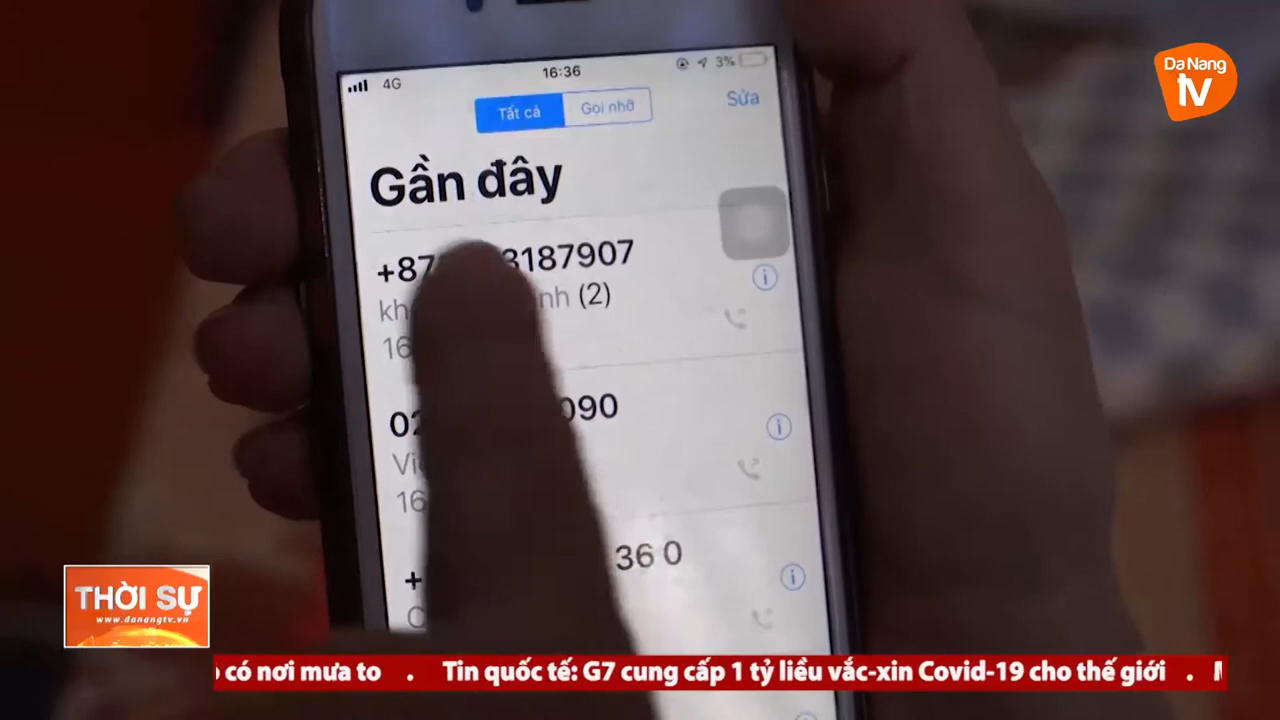 4G
16:36
3%
Tất cả
Gọi nhỡ
Sửa
Gần đây
3187907
(2)
090
36 0
Da Nang
tv
THỜI SỰ
www.danangtv.vn
có nơi mưa to . Tin quốc tế: G7 cung cấp 1 tỷ liều vắc-xin Covid-19 cho thế giới .